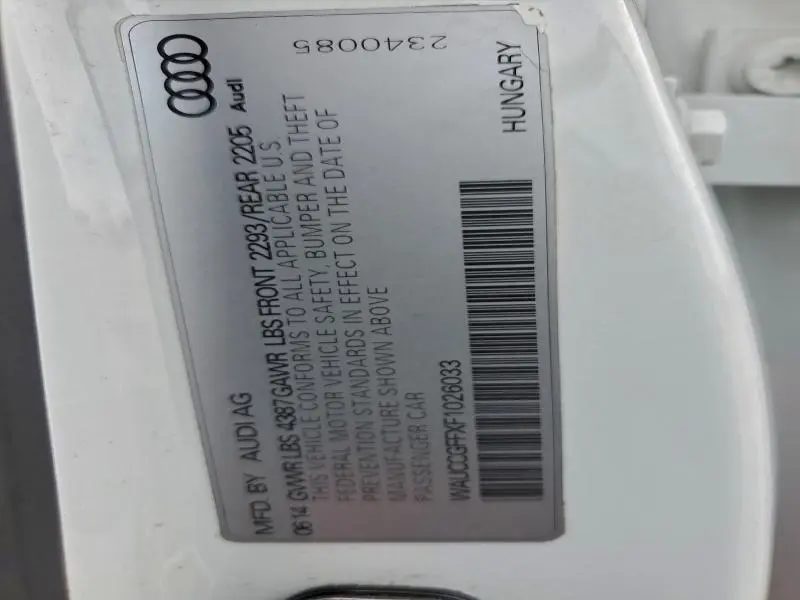 MFD. BY AUDI AG
06 14 GVWR LBS 4387 GAWR LBS FRONT 2293/REAR 2205 Audi
THIS VEHICLE CONFORMS TO ALL APPLICABLE U.S.
FEDERAL MOTOR VEHICLE SAFETY, BUMPER AND THEFT
PREVENTION STANDARDS IN EFFECT ON THE DATE OF
MANUFACTURE SHOWN ABOVE
PASSENGER CAR
WAUCCGFFXF1026033
HUNGARY
2340085